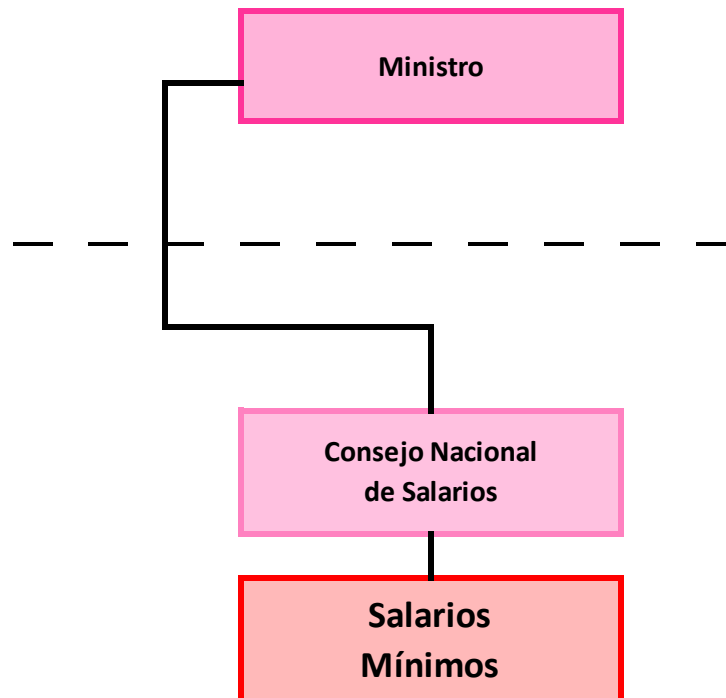 Ministro
Consejo Nacional
de Salarios
Salarios
Mínimos